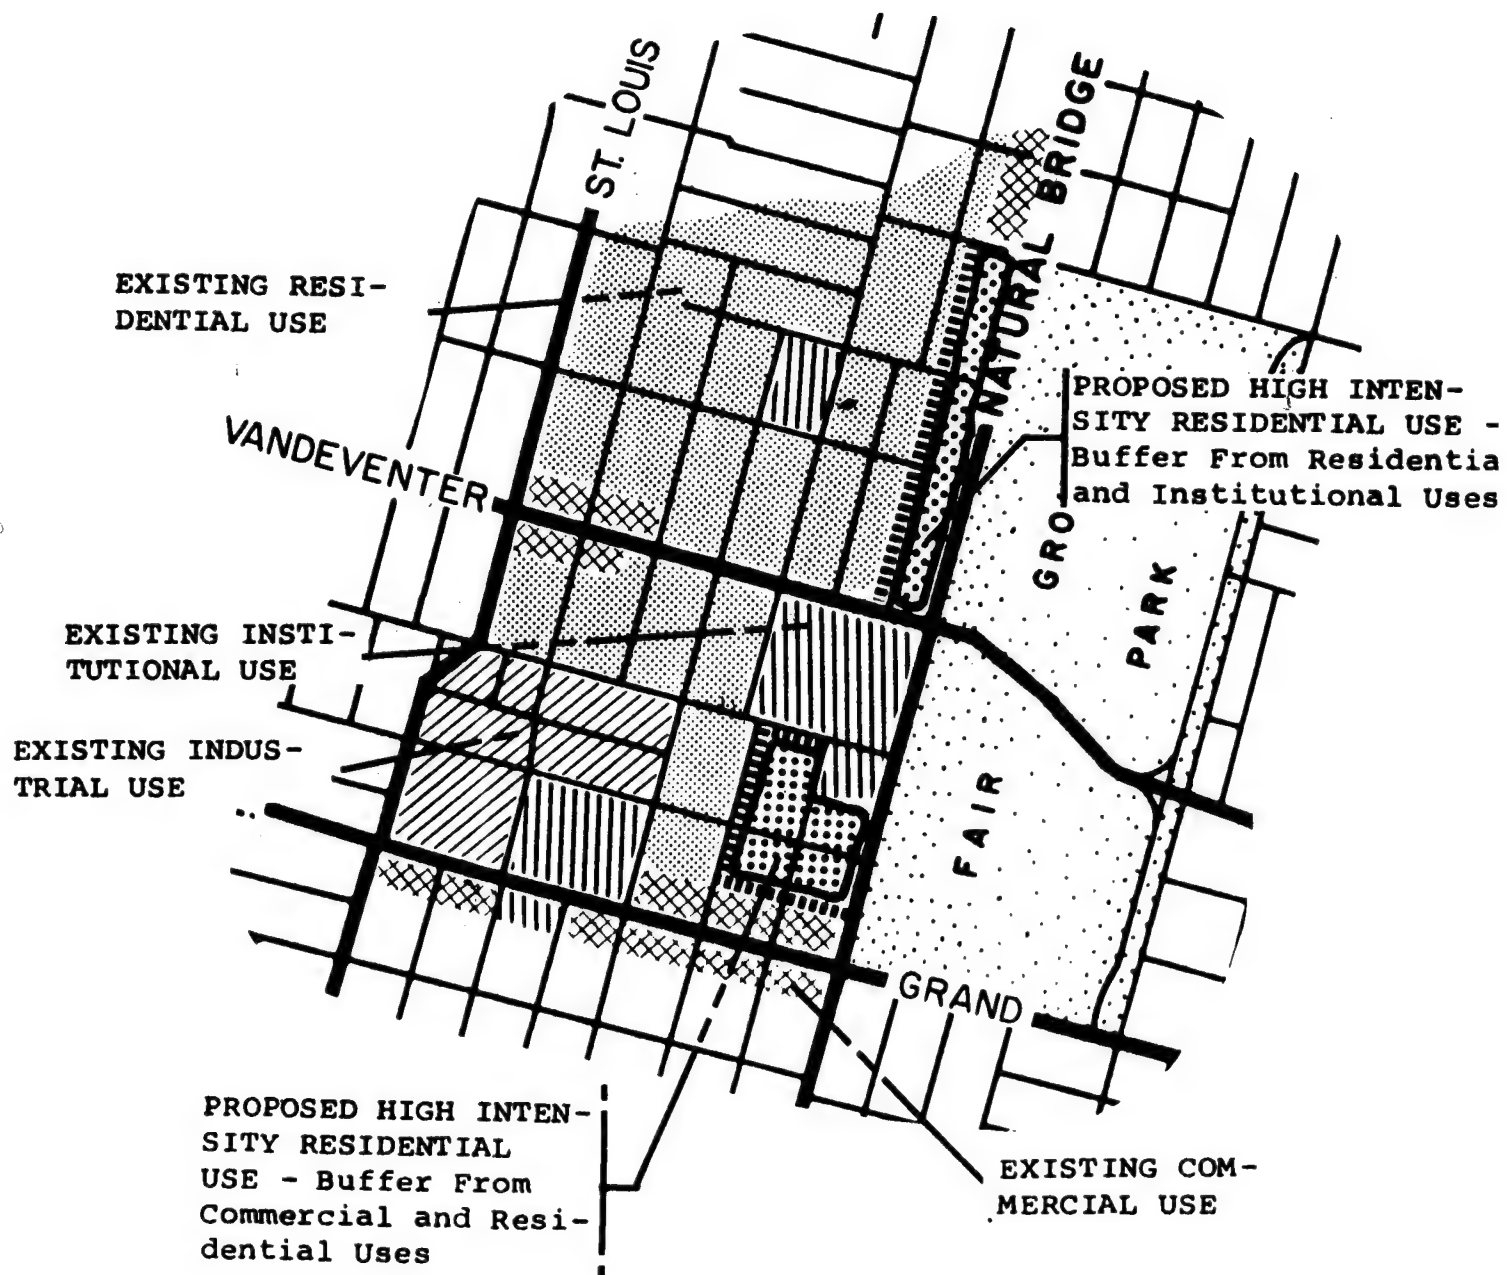 ST. LOUIS
NATURAL BRIDGE
EXISTING RESI-
DENTIAL USE
PROPOSED HIGH INTEN-
SITY RESIDENTIAL USE -
Buffer From Residentia
and Institutional Uses
VANDEVENTER
GRO
PARK
EXISTING INSTI-
TUTIONAL USE
EXISTING INDUS-
TRIAL USE
FAIR
GRAND
PROPOSED HIGH INTEN-
SITY RESIDENTIAL
USE - Buffer From
Commercial and Resi-
dential Uses
EXISTING COM-
MERCIAL USE